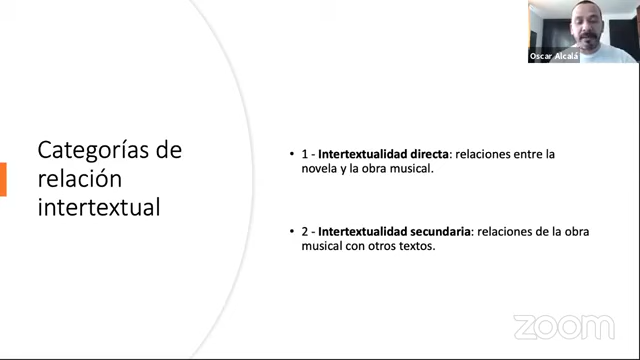 Oscar Alcalá
Categorías de
relación
intertextual
• 1 - Intertextualidad directa: relaciones entre la
novela y la obra musical.
• 2 - Intertextualidad secundaria: relaciones de la obra
musical con otros textos.
zoom